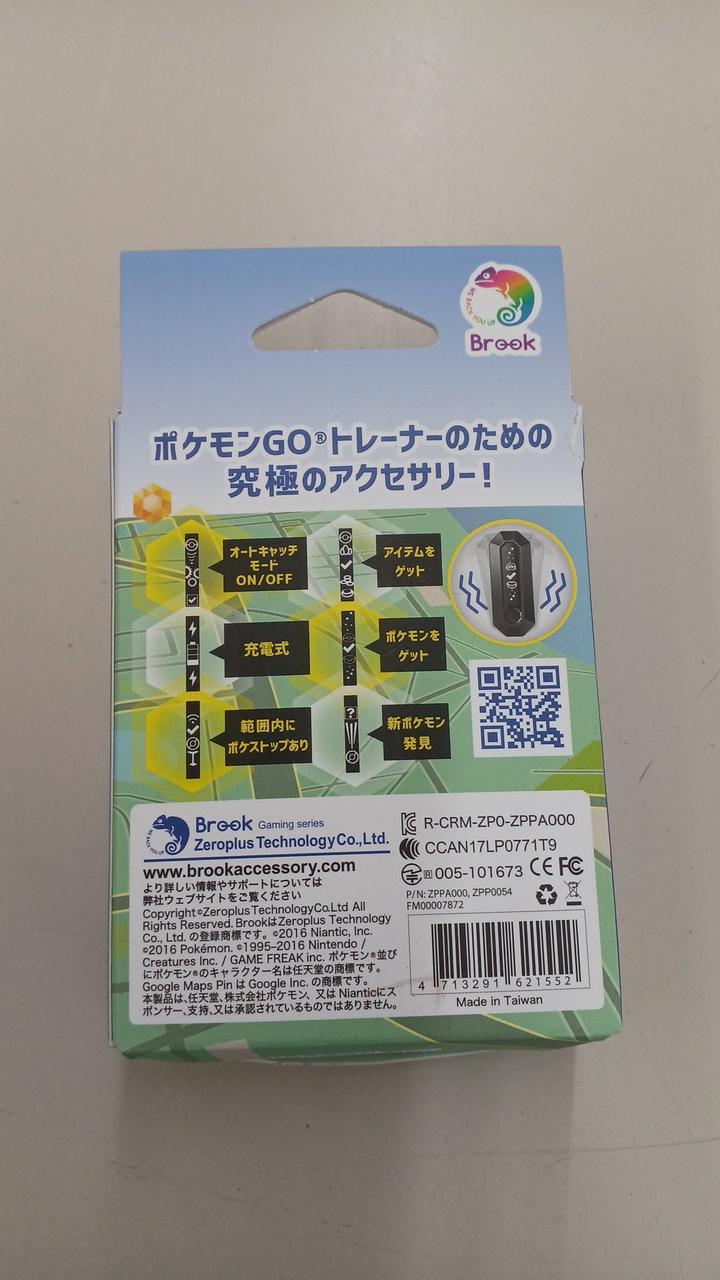 WE BACK YOU UP
Brook
ポケモンGO®トレーナーのための
究極のアクセサリー!
オートキャッチ
モード
ON/OFF
アイテムを
ゲット
充電式
ポケモンを
ゲット
範囲内に
ポケストップあり
新ポケモン
発見
WE BACK YOU UP
Brook Gaming series
Zeroplus Technology Co., Ltd.
www.brookaccessory.com
より詳しい情報やサポートについては
弊社ウェブサイトをご覧ください
Copyright©Zeroplus Technology Co.Ltd All
Rights Reserved. BrookはZeroplus Technology
Co., Ltd. の登録商標です。©2016 Niantic, Inc.
©2016 Pokémon. ©1995–2016 Nintendo /
Creatures Inc. / GAME FREAK inc. ポケモン®並び
にポケモン®のキャラクター名は任天堂の商標です。
Google Maps Pin は Google Inc. の商標です。
本製品は、任天堂、株式会社ポケモン、又は Nianticにス
ポンサー、支持、又は承認されているものではありません。
R-CRM-ZP0-ZPPA000
CCAN17LP0771T9
R 005-101673 CE FC
P/N: ZPPA000, ZPP0054
FM00007872
4 713291 621552
Made in Taiwan